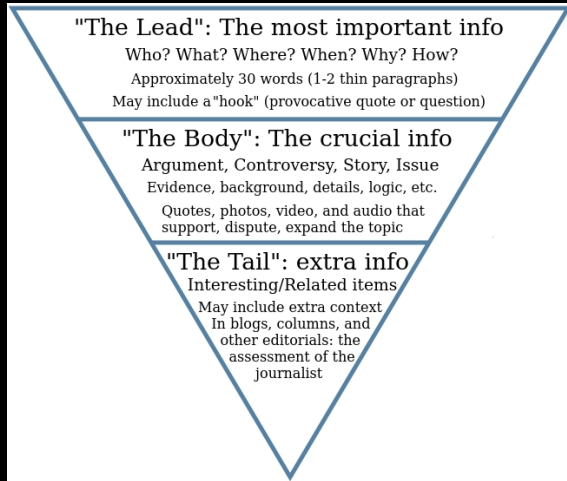 "The Lead": The most important info
Who? What? Where? When? Why? How?
Approximately 30 words (1-2 thin paragraphs)
May include a"hook" (provocative quote or question)
"The Body": The crucial info
Argument, Controversy, Story, Issue
Evidence, background, details, logic, etc.
Quotes, photos, video, and audio that
support, dispute, expand the topic
"The Tail": extra info
Interesting/Related items
May include extra context
In blogs, columns, and
other editorials: the
assessment of the
journalist